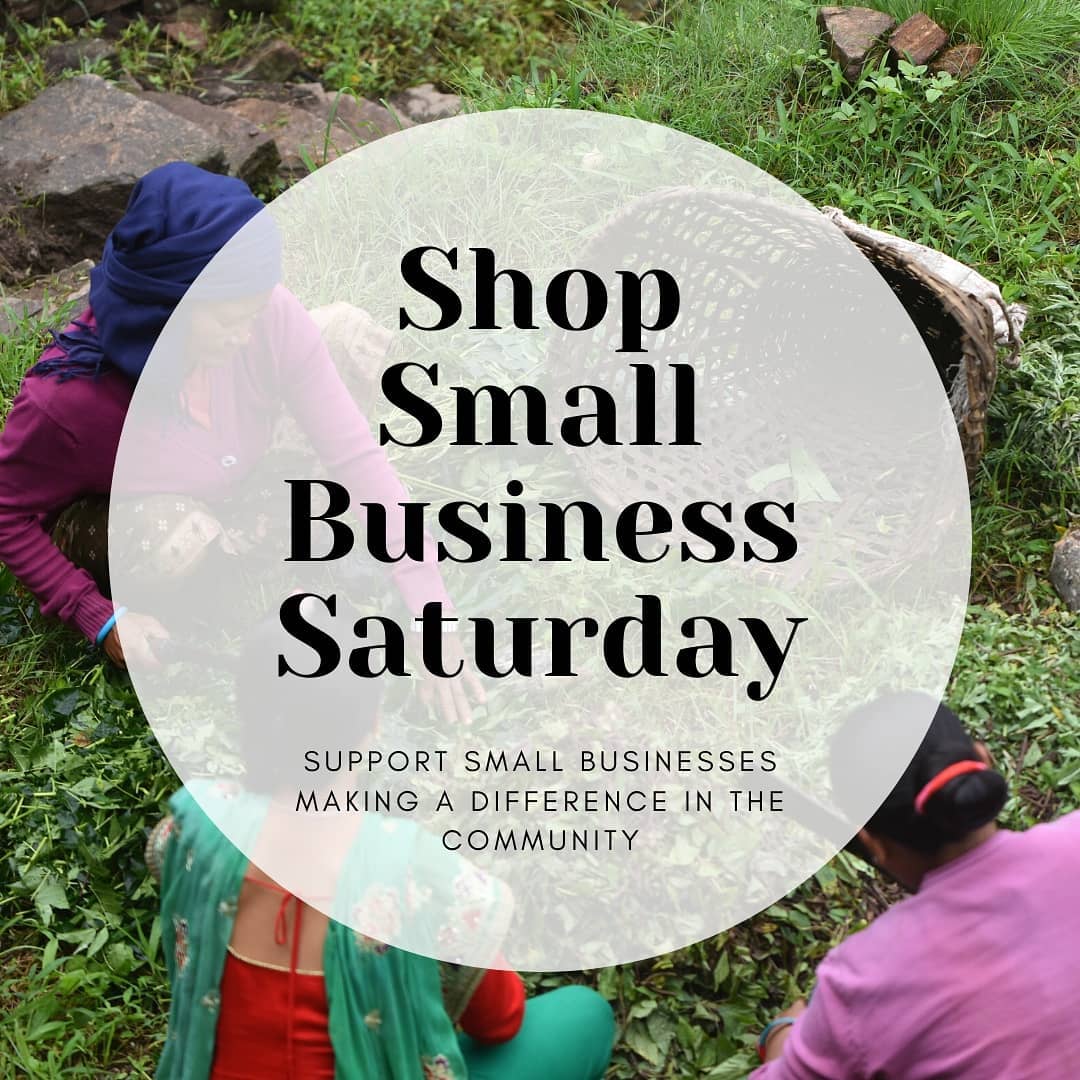 Shop
Small
Business
Saturday
SUPPORT SMALL BUSINESSES
MAKING A DIFFERENCE IN THE
COMMUNITY